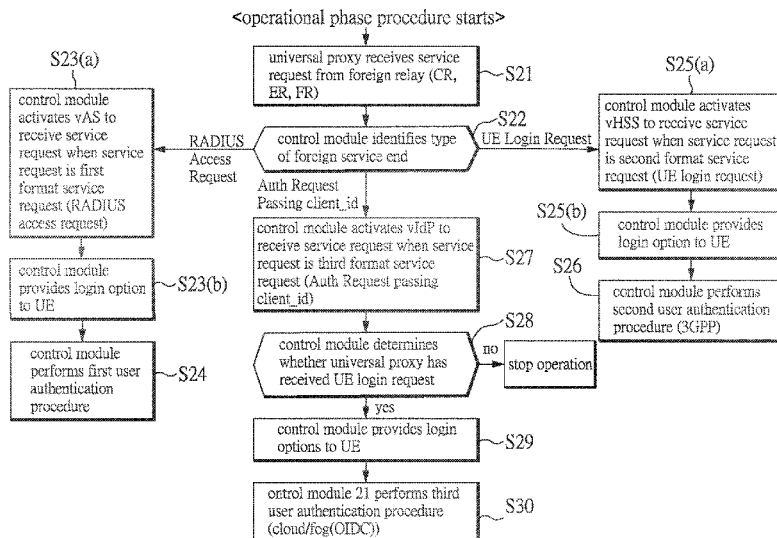 <operational phase procedure starts>
universal proxy receives service
request from foreign relay (CR,
ER, FR)
S21
S22
control module identifies type
of foreign service end
RADIUS
Access
Request
S23(a)
control module
activates vAS to
receive service
request when service
request is first
format service
request (RADIUS
access request)
control module
provides login option
to UE
S23(b)
control module
performs first user
authentication
procedure
S24
UE Login Request
S25(a)
control module activates
vHSS to receive service
request when service request
is second format service
request (UE login request)
S25(b)
control module provides
login option to UE
S26
control module performs
second user authentication
procedure (3GPP)
Auth Request
Passing client_id
control module activates vIdP to
receive service request when service
request is third format service
request (Auth Request passing
client_id)
S27
S28
control module determines
whether universal proxy has
received UE login request
no
stop operation
yes
control module provides login
options to UE
S29
ontrol module 21 performs third
user authentication procedure
(cloud/fog(OIDC))
S30